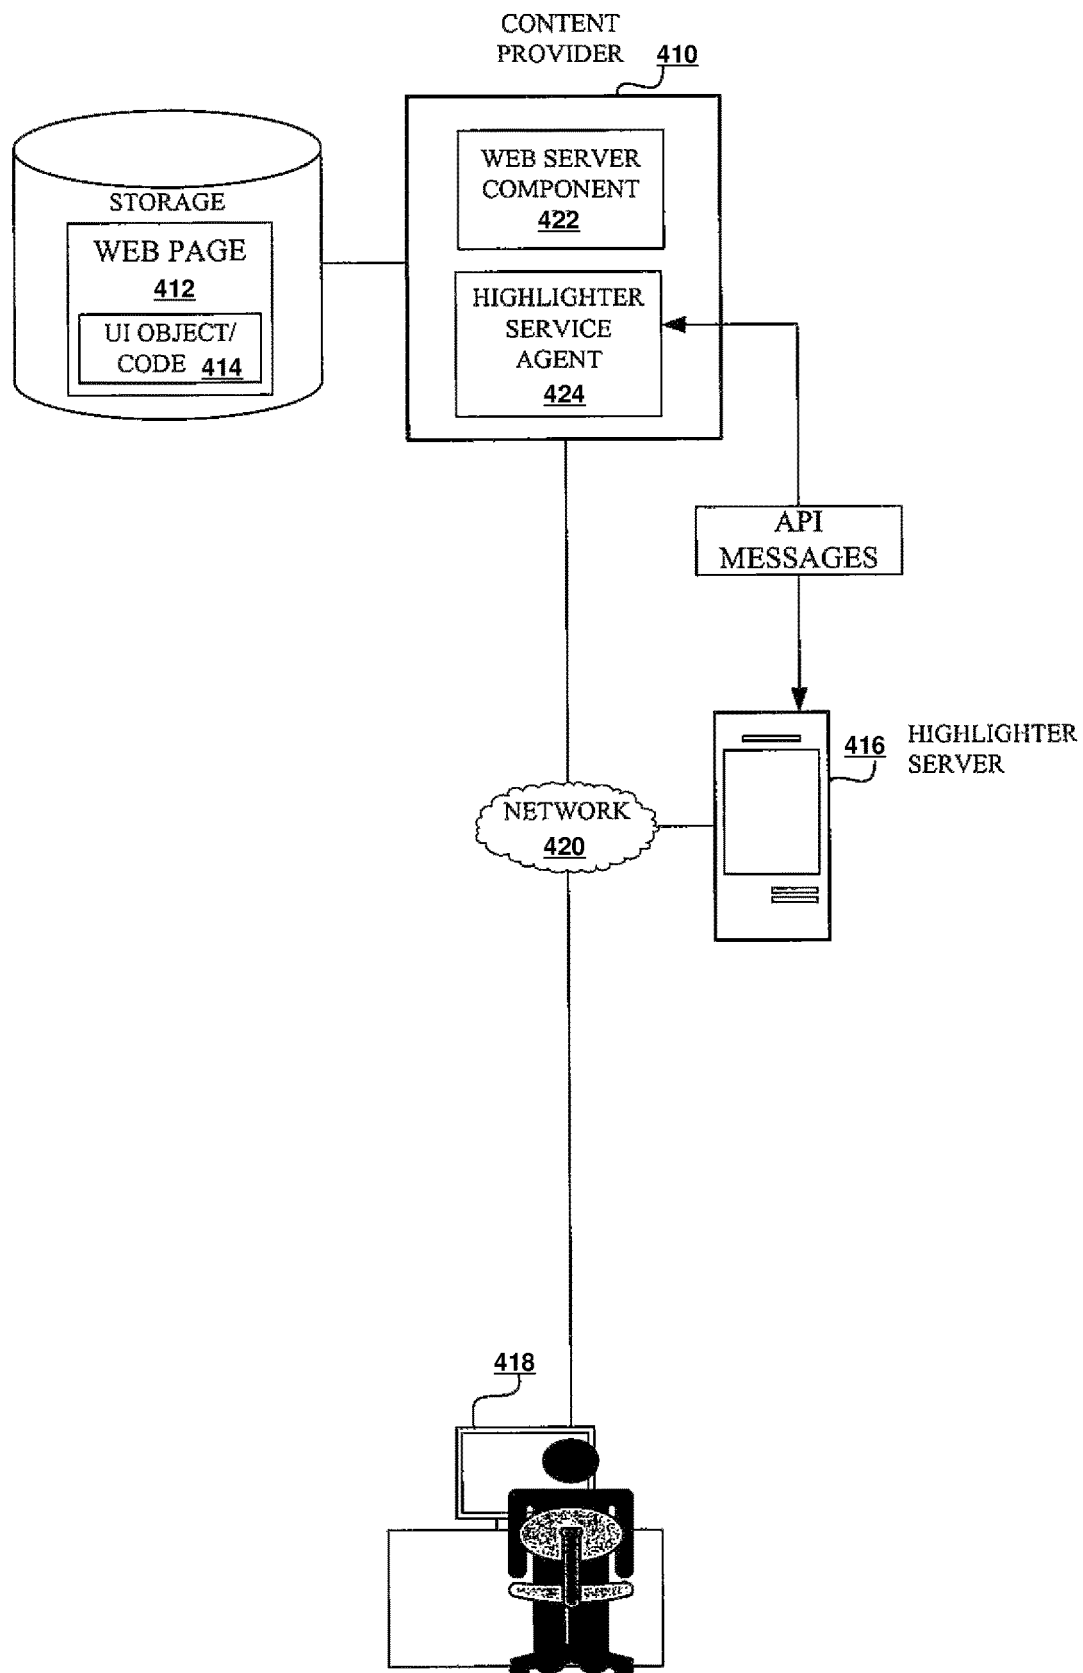 CONTENT
PROVIDER
410
WEB SERVER
COMPONENT
422
STORAGE
WEB PAGE
412
UI OBJECT/
CODE 414
HIGHLIGHTER
SERVICE
AGENT
424
API
MESSAGES
416
HIGHLIGHTER
SERVER
NETWORK
420
418